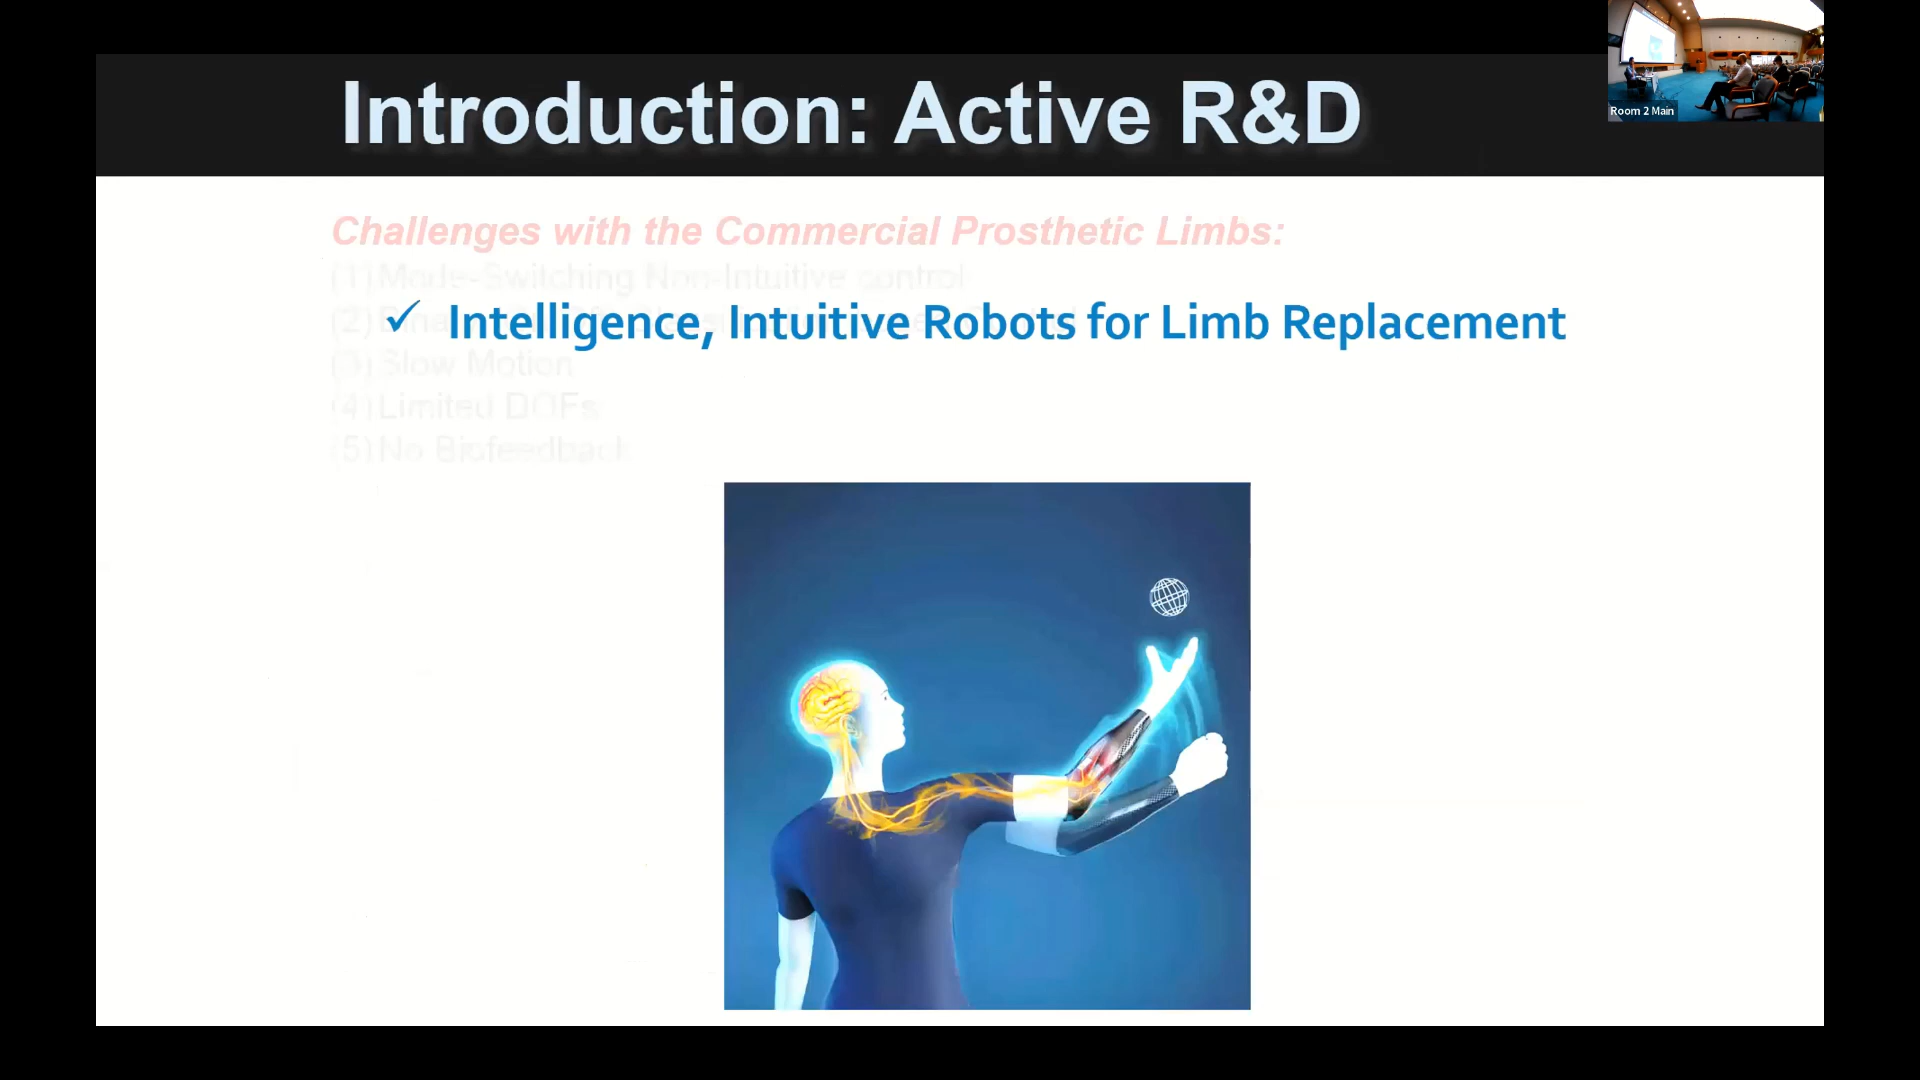 Introduction: Active R&D
Room 2 Main
Challenges with the Commercial Prosthetic Limbs:
(1) Mode-Switching Non-Intuitive control
(2)
✓ Intelligence, Intuitive Robots for Limb Replacement
(3) Slow Motion
(4) Limited DOFs
(5) No Biofeedback